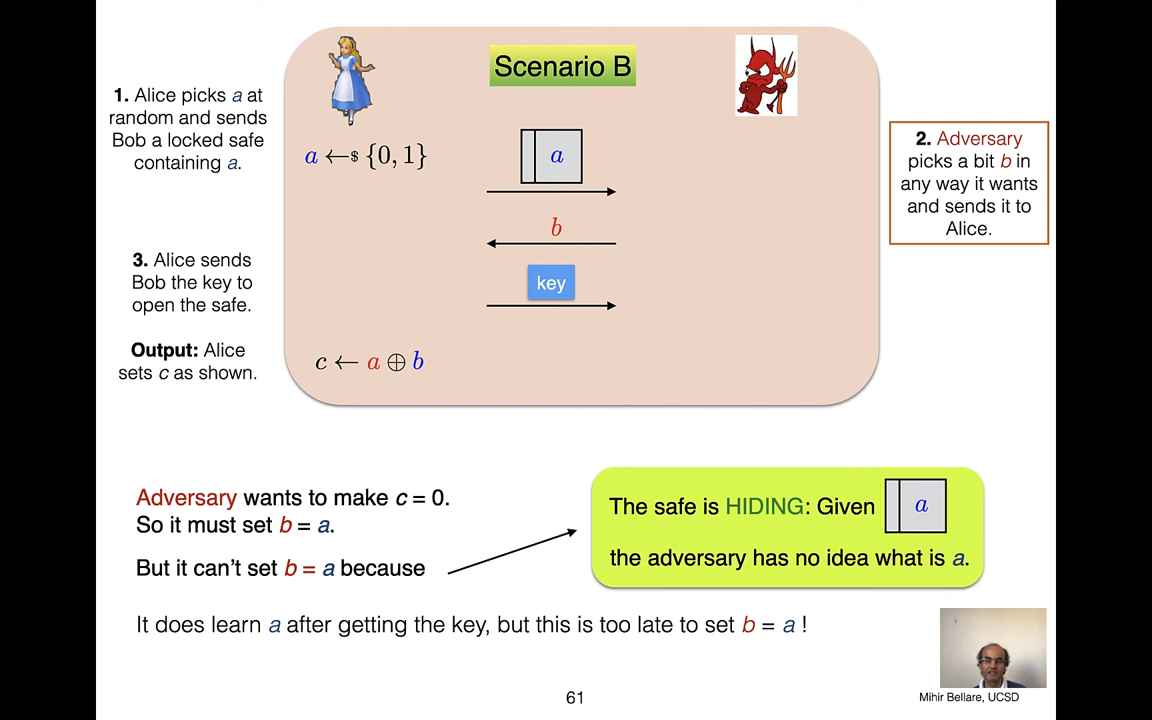 Scenario B
1. Alice picks a at
random and sends
Bob a locked safe
containing a.
a ←$ {0, 1}
a
2. Adversary
picks a bit b in
any way it wants
and sends it to
Alice.
b
3. Alice sends
Bob the key to
open the safe.
key
Output: Alice
sets c as shown.
c ← a ⊕ b
Adversary wants to make c = 0.
So it must set b = a.
But it can't set b = a because
The safe is HIDING: Given a
the adversary has no idea what is a.
It does learn a after getting the key, but this is too late to set b = a !
61
Mihir Bellare, UCSD